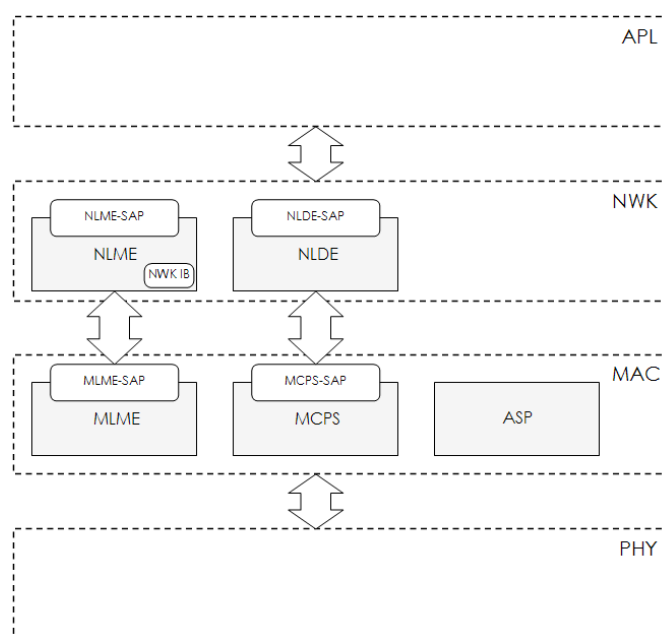 APL
NWK
NLME-SAP
NLDE-SAP
NLME
NLDE
NWK IB
MLME-SAP
MCPS-SAP
MAC
MLME
MCPS
ASP
PHY